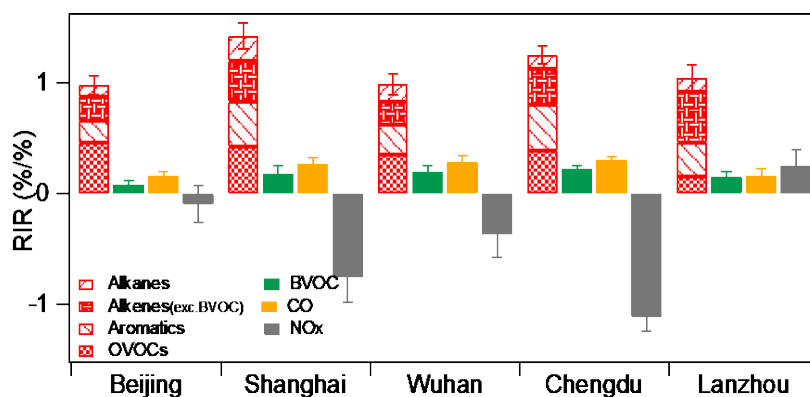 RIR (%/%)
1
0
-1
Alkanes
Alkenes(exc.BVOC)
Aromatics
OVOCs
BVOC
CO
NOx
Beijing Shanghai Wuhan Chengdu Lanzhou